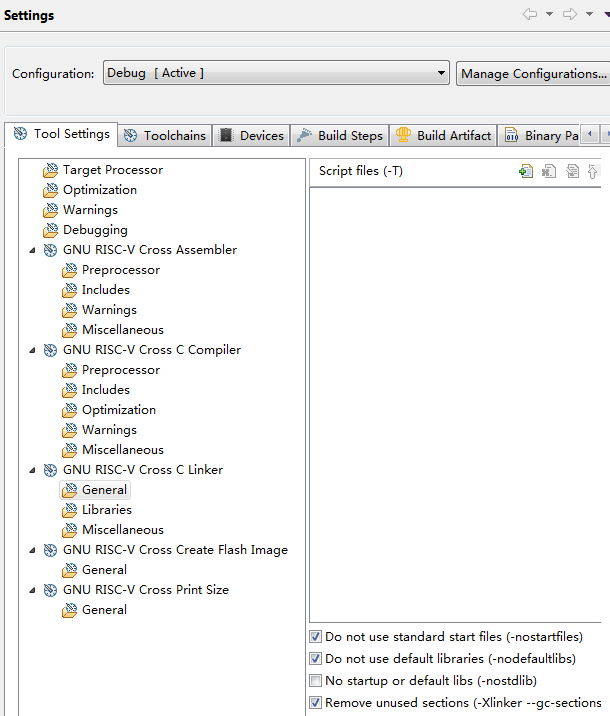 Settings
Configuration: Debug [ Active ] Manage Configurations...
Tool Settings Toolchains Devices Build Steps Build Artifact Binary Pa
Target Processor
Optimization
Warnings
Debugging
GNU RISC-V Cross Assembler
Preprocessor
Includes
Warnings
Miscellaneous
GNU RISC-V Cross C Compiler
Preprocessor
Includes
Optimization
Warnings
Miscellaneous
GNU RISC-V Cross C Linker
General
Libraries
Miscellaneous
GNU RISC-V Cross Create Flash Image
General
GNU RISC-V Cross Print Size
General
Script files (-T)
Do not use standard start files (-nostartfiles)
Do not use default libraries (-nodefaultlibs)
No startup or default libs (-nostdlib)
Remove unused sections (-Xlinker --gc-sections